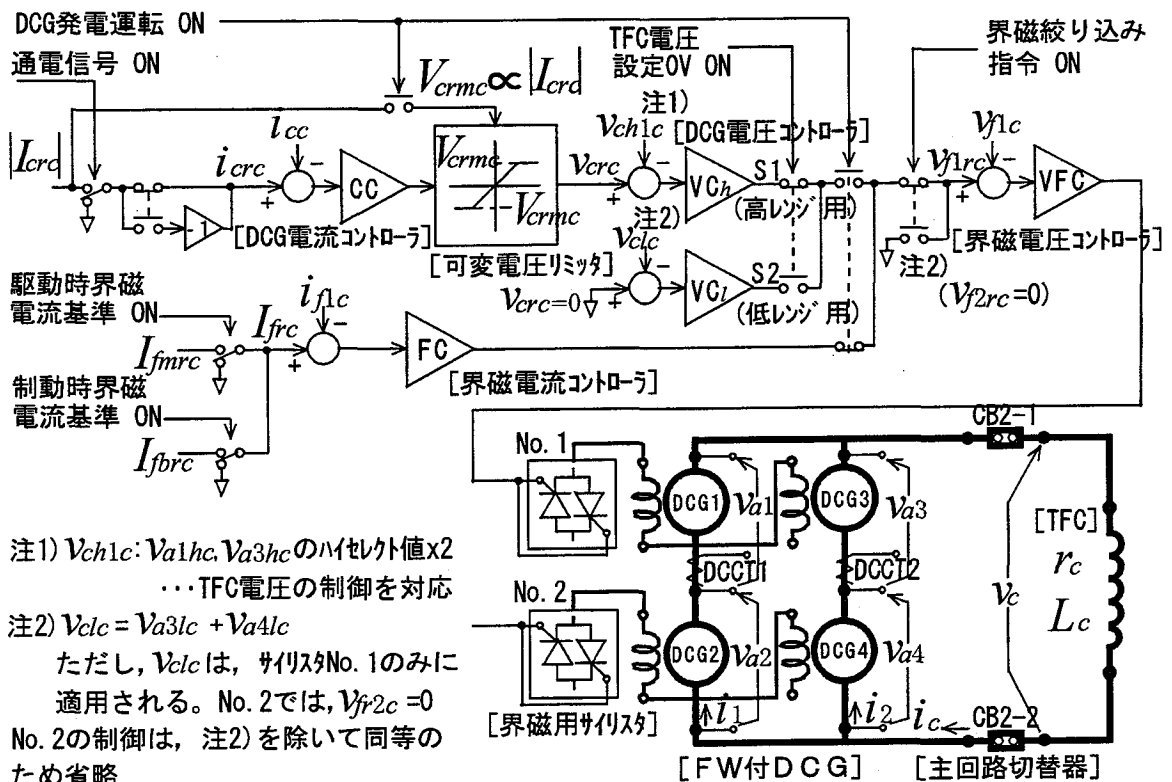 DCG発電運転 ON
通電信号 ON
TFC電圧
設定0V ON
界磁絞り込み
指令 ON
Vcrmc∝|Icrc|
|Icrc|
icrc
icc
+
-
CC
-1
[DCG電流コントローラ]
Vcrmc
Vcrmc
[可変電圧リミッタ]
vcrc
注1)
vch1c
+
-
[DCG電圧コントローラ]
VCh
S1
(高レンジ用)
注2)
vclc
vcrc=0
+
-
VCl
S2
(低レンジ用)
vf1rc
vf1c
+
-
VFC
[界磁電圧コントローラ]
注2)
(vf2rc=0)
駆動時界磁
電流基準 ON
Ifmrc
Ifrc
if1c
+
-
FC
[界磁電流コントローラ]
制動時界磁
電流基準 ON
Ifbrc
No.1
DCG1
va1
DCG3
va3
CB2-1
[TFC]
rc
Lc
vc
DCCT1
DCCT2
No.2
DCG2
va2
DCG4
va4
[界磁用サイリスタ]
i1
i2
ic
CB2-2
[FW付DCG]
[主回路切替器]
注1) vch1c:va1hc,va3hcのハイセレクト値x2
…TFC電圧の制御を対応
注2) vclc = va3lc +va4lc
ただし,vclcは, サイリスタNo.1のみに
適用される。No.2では,vfr2c =0
No.2の制御は, 注2)を除いて同等の
ため省略